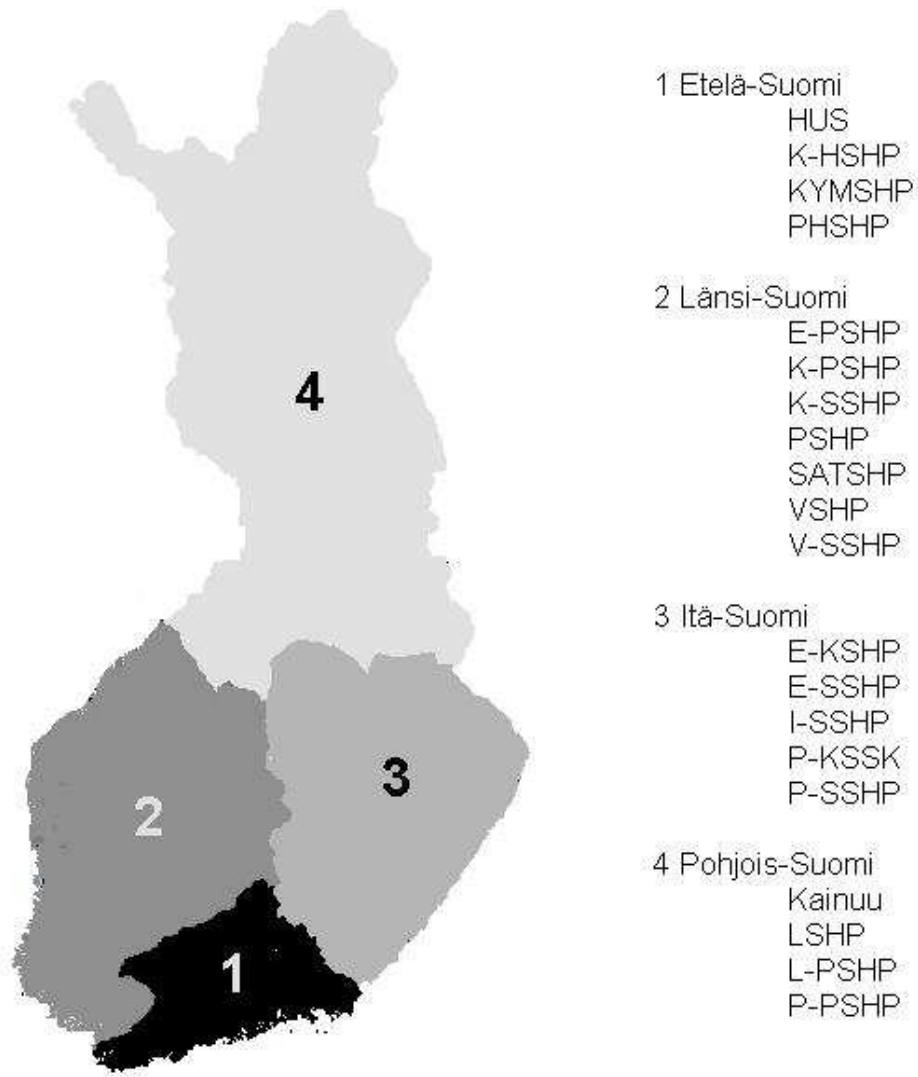 1 Etelä-Suomi
HUS
K-HSHP
KYMSHP
PHSHP
2 Länsi-Suomi
E-PSHP
K-PSHP
K-SSHP
PSHP
SATSHP
VSHP
V-SSHP
3 Itä-Suomi
E-KSHP
E-SSHP
I-SSHP
P-KSSK
P-SSHP
4 Pohjois-Suomi
Kainuu
LSHP
L-PSHP
P-PSHP
4
3
2
1